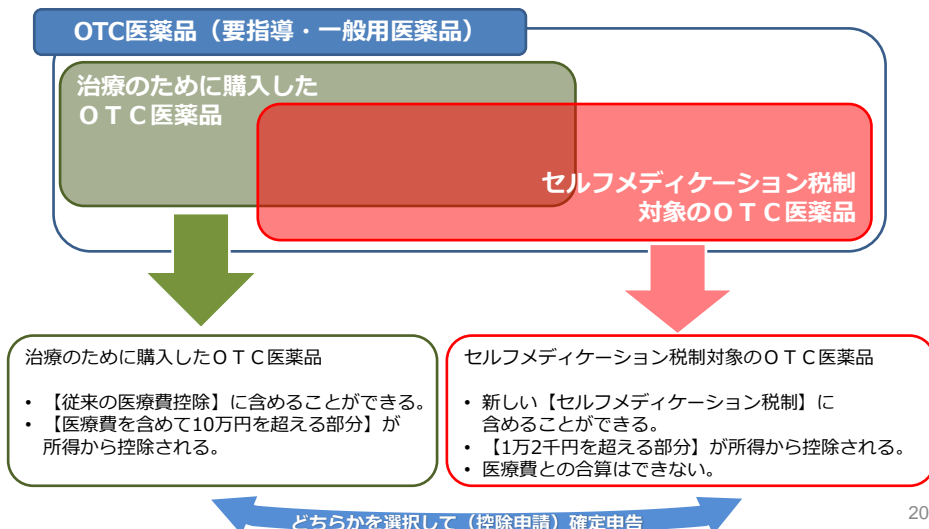 OTC医薬品（要指導・一般用医薬品）
治療のために購入した
ＯＴＣ医薬品
セルフメディケーション税制
対象のＯＴＣ医薬品
治療のために購入したＯＴＣ医薬品
• 【従来の医療費控除】に含めることができる。
• 【医療費を含めて10万円を超える部分】が
所得から控除される。
セルフメディケーション税制対象のＯＴＣ医薬品
• 新しい【セルフメディケーション税制】に
含めることができる。
• 【1万2千円を超える部分】が所得から控除される。
• 医療費との合算はできない。
どちらかを選択して（控除申請）確定申告
20